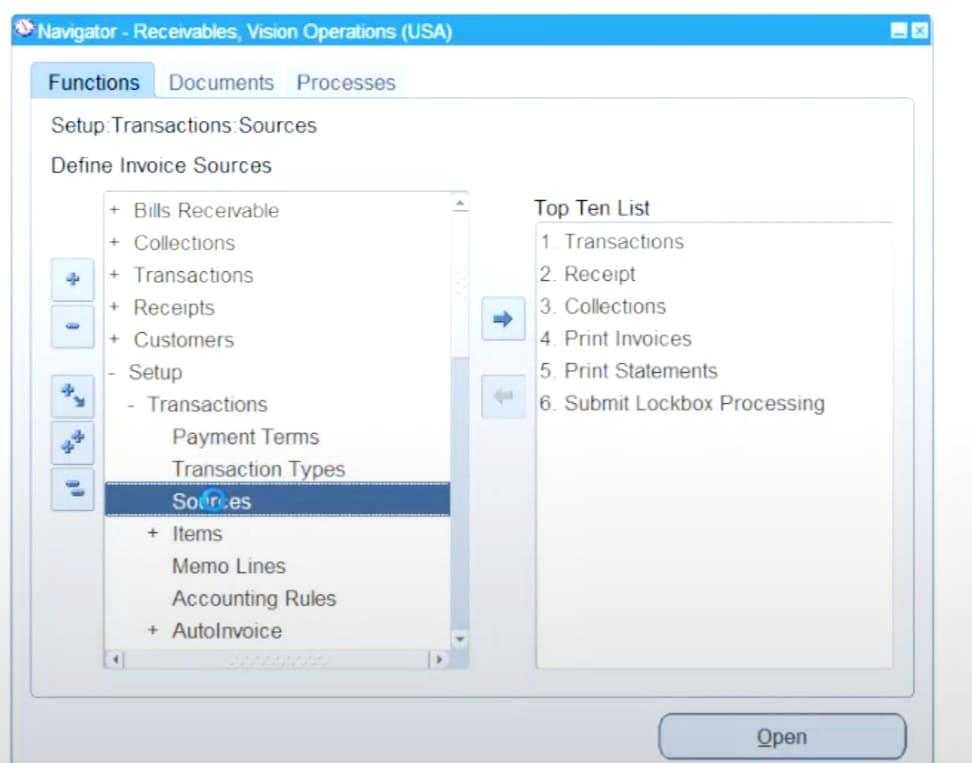 Navigator - Receivables, Vision Operations (USA)
Functions Documents Processes
Setup:Transactions:Sources
Define Invoice Sources
+ Bills Receivable
+ Collections
+ Transactions
+ Receipts
+ Customers
- Setup
- Transactions
Payment Terms
Transaction Types
Sources
+ Items
Memo Lines
Accounting Rules
+ AutoInvoice
Top Ten List
1. Transactions
2. Receipt
3. Collections
4. Print Invoices
5. Print Statements
6. Submit Lockbox Processing
Open